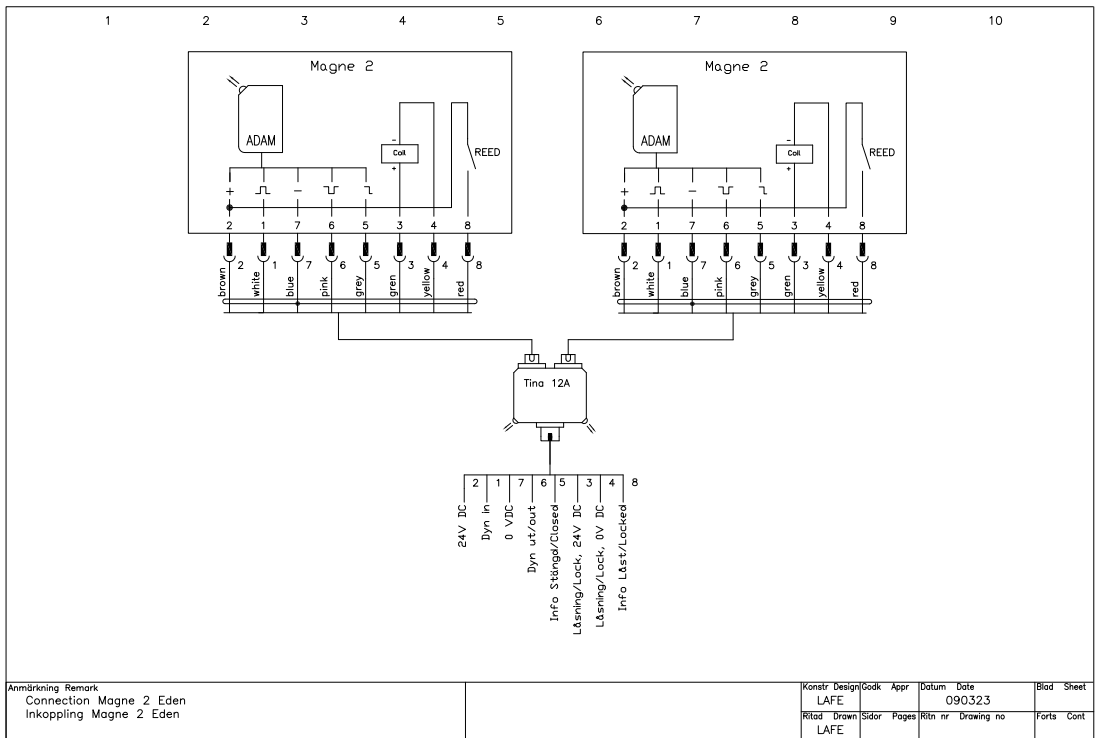 1 2 3 4 5 6 7 8 9 10
Magne 2
ADAM
- Coil +
REED
+ - 
2 1 7 6 5 3 4 8
2 1 7 6 5 3 4 8
brown white blue pink grey gren yellow red
Magne 2
ADAM
- Coil +
REED
+ -
2 1 7 6 5 3 4 8
2 1 7 6 5 3 4 8
brown white blue pink grey gren yellow red
Tina 12A
2 1 7 6 5 3 4 8
24V DC
Dyn in
0 VDC
Dyn ut/out
Info Stängd/Closed
Låsning/Lock, 24V DC
Låsning/Lock, 0V DC
Info Låst/Locked
Anmärkning Remark
Connection Magne 2 Eden
Inkoppling Magne 2 Eden
Konstr Design Godk Appr Datum Date Blad Sheet
LAFE 090323
Ritad Drawn Sidor Pages Ritn nr Drawing no Forts Cont
LAFE